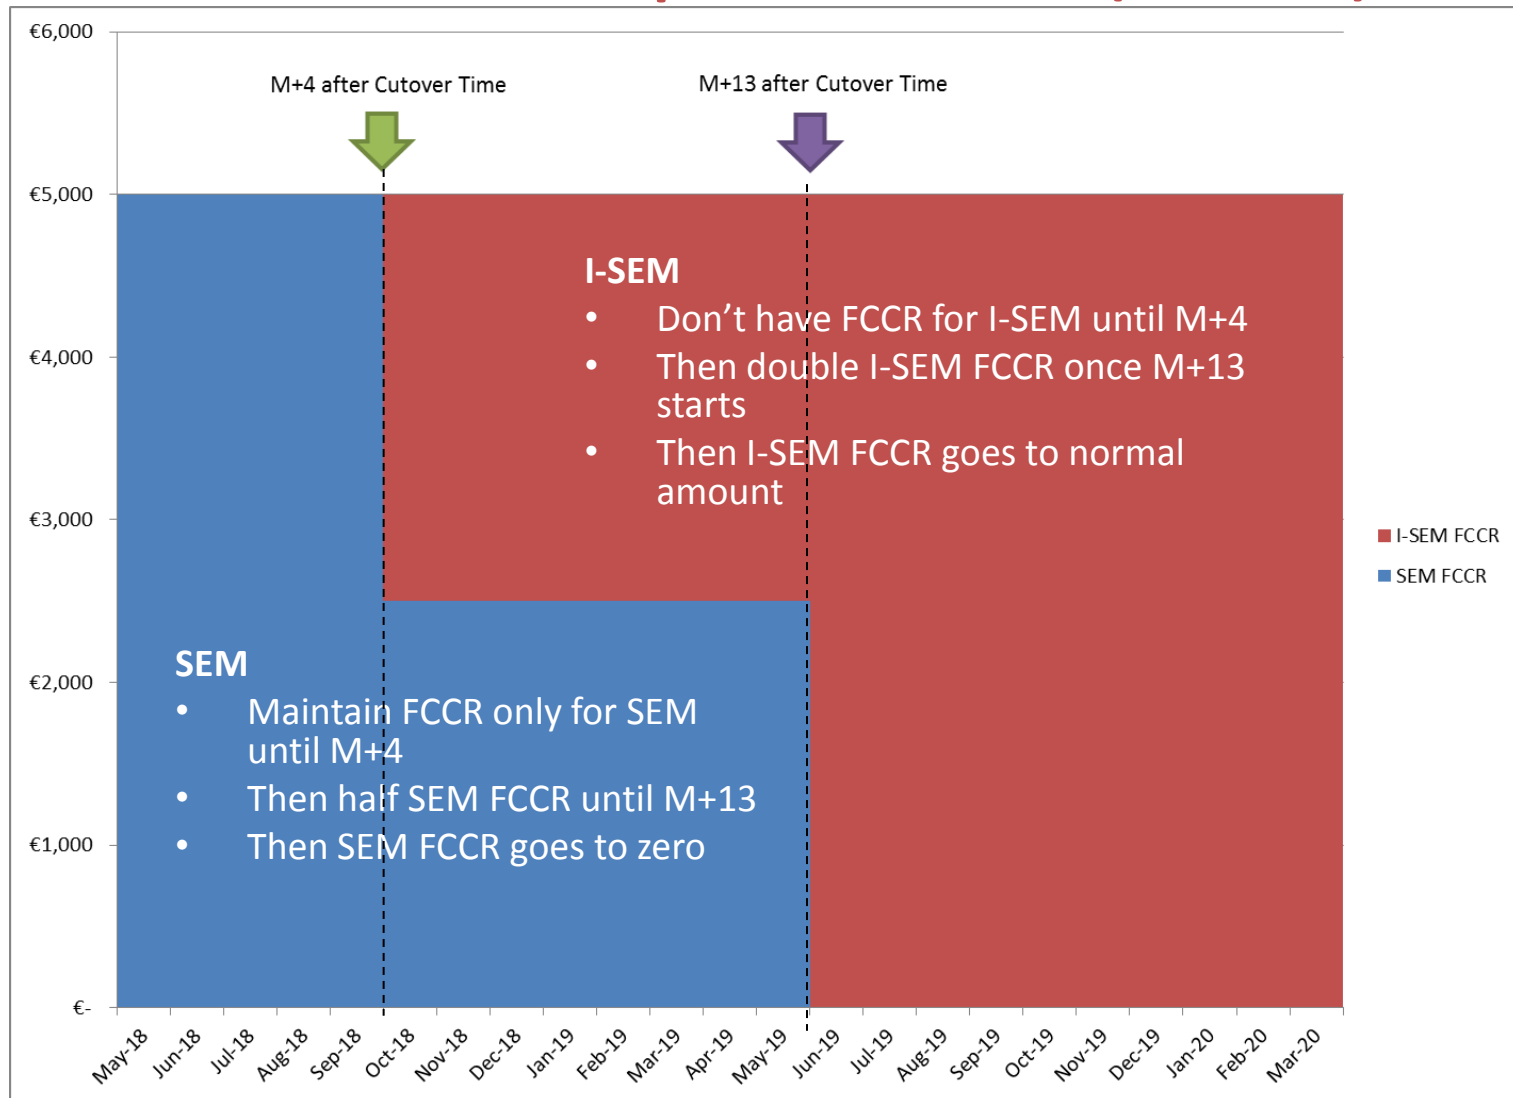 €6,000
M+4 after Cutover Time
M+13 after Cutover Time
€5,000
I-SEM
• Don't have FCCR for I-SEM until M+4
• Then double I-SEM FCCR once M+13
starts
• Then I-SEM FCCR goes to normal
amount
€4,000
€3,000
I-SEM FCCR
SEM FCCR
SEM
• Maintain FCCR only for SEM
until M+4
• Then half SEM FCCR until M+13
• Then SEM FCCR goes to zero
€2,000
€1,000
€-
May-18
Jun-18
Jul-18
Aug-18
Sep-18
Oct-18
Nov-18
Dec-18
Jan-19
Feb-19
Mar-19
Apr-19
May-19
Jun-19
Jul-19
Aug-19
Sep-19
Oct-19
Nov-19
Dec-19
Jan-20
Feb-20
Mar-20